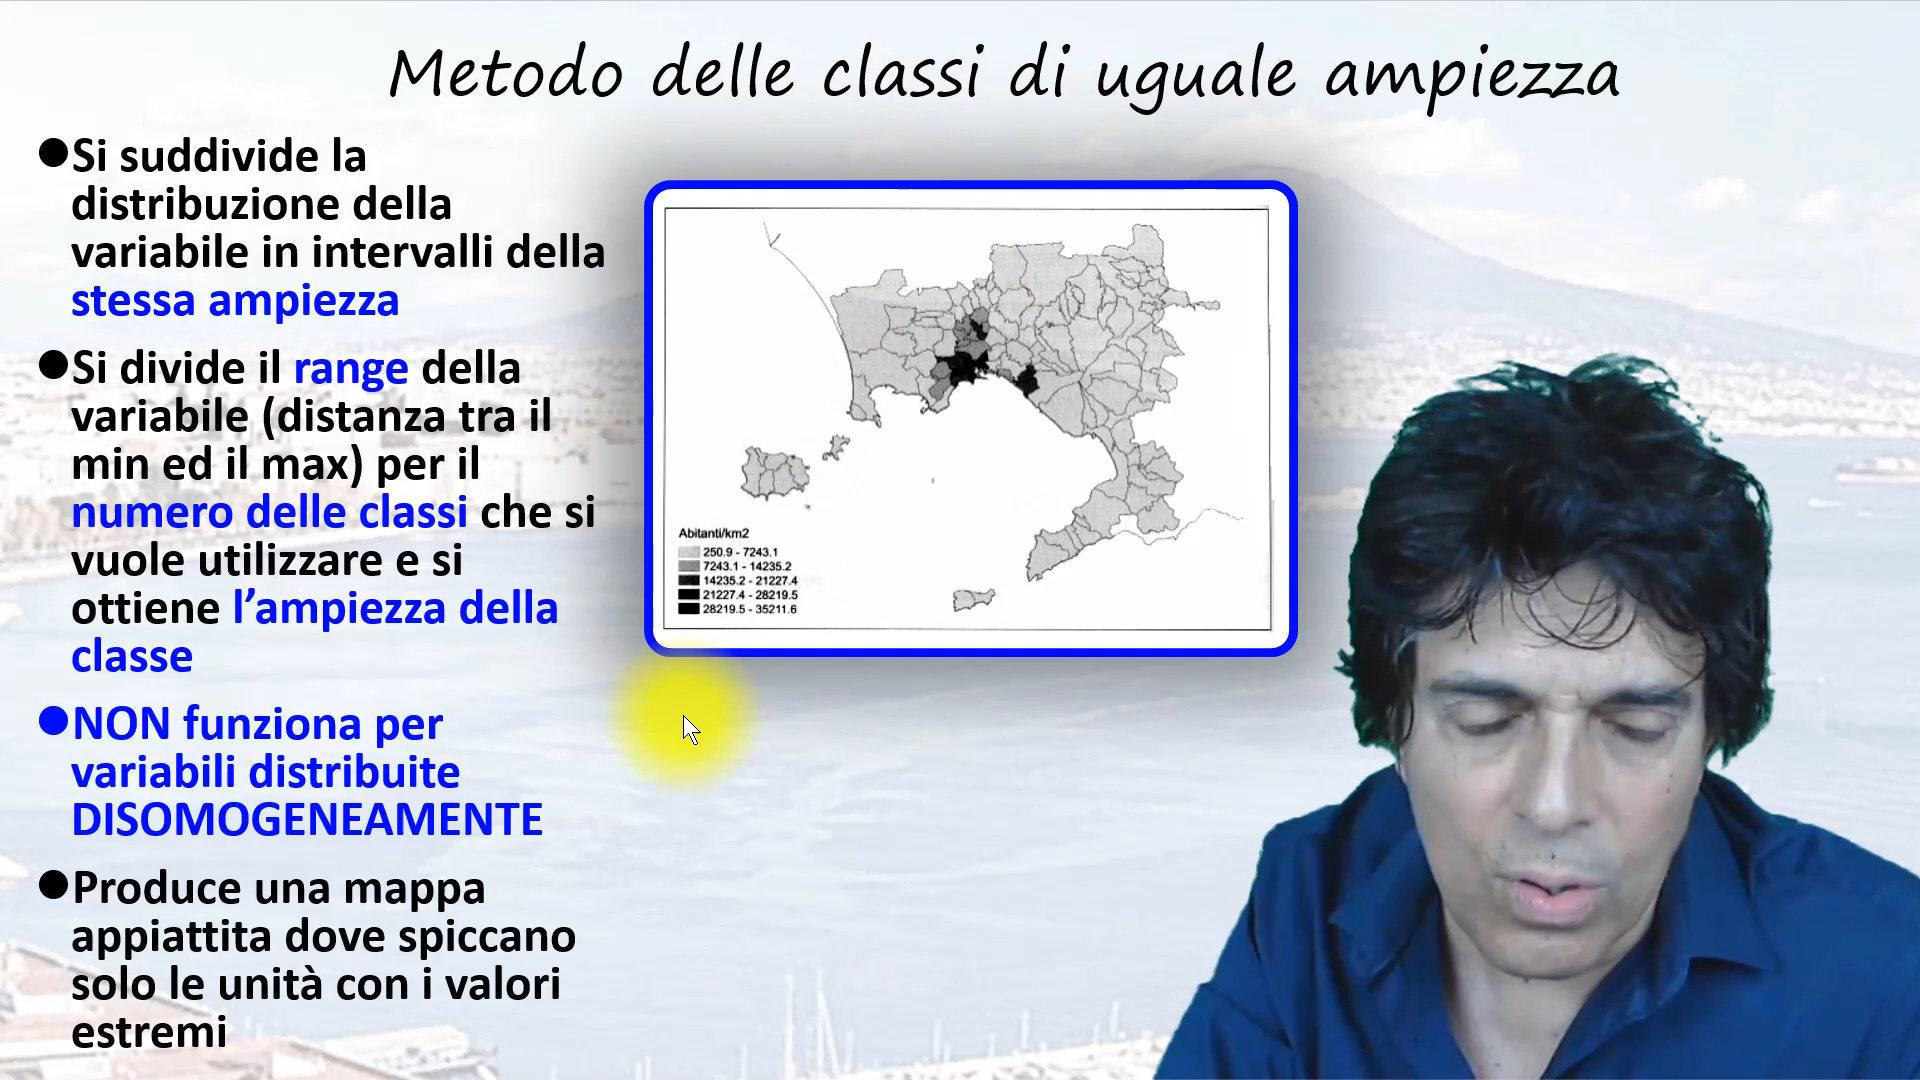 Metodo delle classi di uguale ampiezza
●Si suddivide la
distribuzione della
variabile in intervalli della
stessa ampiezza
●Si divide il range della
variabile (distanza tra il
min ed il max) per il
numero delle classi che si
vuole utilizzare e si
ottiene l’ampiezza della
classe
●NON funziona per
variabili distribuite
DISOMOGENEAMENTE
●Produce una mappa
appiattita dove spiccano
solo le unità con i valori
estremi
Abitanti/km2
250.9 - 7243.1
7243.1 - 14235.2
14235.2 - 21227.4
21227.4 - 28219.5
28219.5 - 35211.6